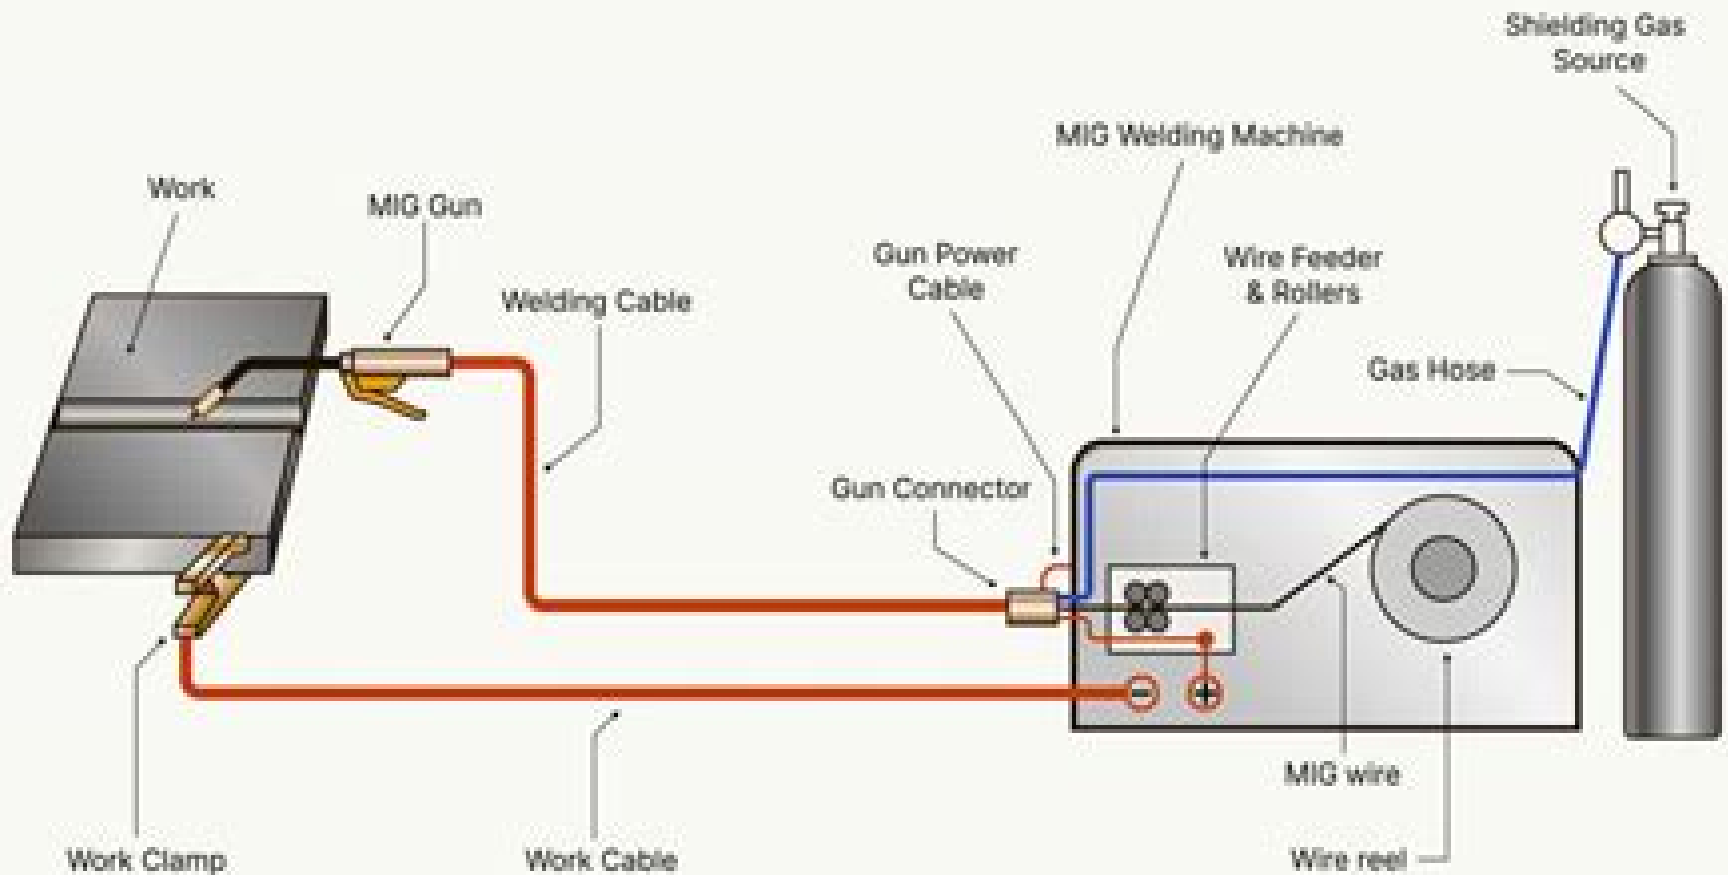 Shielding Gas
Source
MIG Welding Machine
Work
MIG Gun
Gun Power
Cable
Wire Feeder
& Rollers
Welding Cable
Gas Hose
Gun Connector
MIG wire
Work Clamp
Work Cable
Wire reel